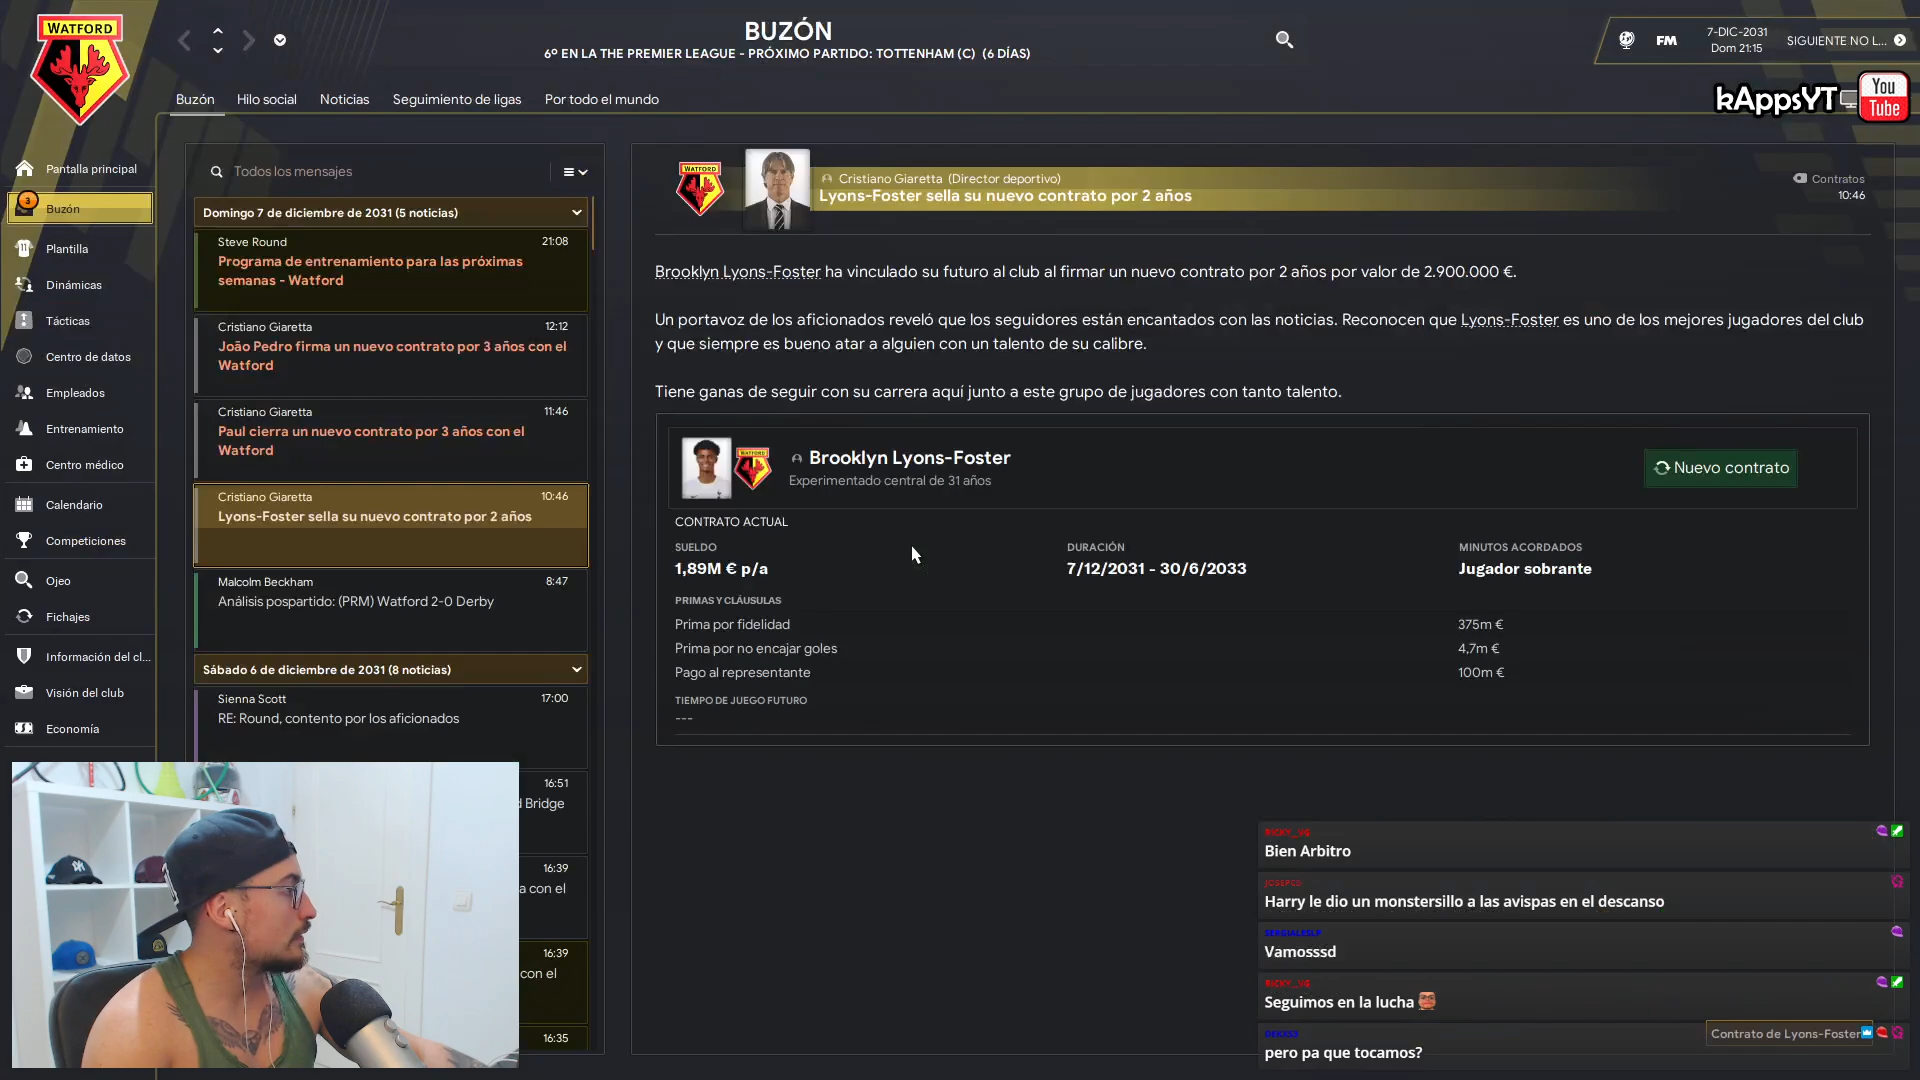 WATFORD
BUZÓN
6º EN LA THE PREMIER LEAGUE - PRÓXIMO PARTIDO: TOTTENHAM (C) (6 DÍAS)
FM
7-DIC-2031
Dom 21:15
SIGUIENTE NO L...
kAppsYT
You
Tube
Buzón
Hilo social
Noticias
Seguimiento de ligas
Por todo el mundo
Pantalla principal
3
Buzón
Plantilla
Dinámicas
Tácticas
Centro de datos
Empleados
Entrenamiento
Centro médico
Calendario
Competiciones
Ojeo
Fichajes
Información del cl...
Visión del club
Economía
Todos los mensajes
Domingo 7 de diciembre de 2031 (5 noticias)
Steve Round
21:08
Programa de entrenamiento para las próximas
semanas - Watford
Cristiano Giaretta
12:12
João Pedro firma un nuevo contrato por 3 años con el
Watford
Cristiano Giaretta
11:46
Paul cierra un nuevo contrato por 3 años con el
Watford
Cristiano Giaretta
10:46
Lyons-Foster sella su nuevo contrato por 2 años
Malcolm Beckham
8:47
Análisis pospartido: (PRM) Watford 2-0 Derby
Sábado 6 de diciembre de 2031 (8 noticias)
Sienna Scott
17:00
RE: Round, contento por los aficionados
16:51
d Bridge
16:39
a con el
16:39
con el
16:35
WATFORD
Cristiano Giaretta (Director deportivo)
Lyons-Foster sella su nuevo contrato por 2 años
Contratos
10:46
Brooklyn Lyons-Foster ha vinculado su futuro al club al firmar un nuevo contrato por 2 años por valor de 2.900.000 €.
Un portavoz de los aficionados reveló que los seguidores están encantados con las noticias. Reconocen que Lyons-Foster es uno de los mejores jugadores del club
y que siempre es bueno atar a alguien con un talento de su calibre.
Tiene ganas de seguir con su carrera aquí junto a este grupo de jugadores con tanto talento.
WATFORD
Brooklyn Lyons-Foster
Experimentado central de 31 años
Nuevo contrato
CONTRATO ACTUAL
SUELDO
DURACIÓN
MINUTOS ACORDADOS
1,89M € p/a
7/12/2031 - 30/6/2033
Jugador sobrante
PRIMAS Y CLÁUSULAS
Prima por fidelidad
375m €
Prima por no encajar goles
4,7m €
Pago al representante
100m €
TIEMPO DE JUEGO FUTURO
---
RICKY_VG
Bien Arbitro
Harry le dio un monstersillo a las avispas en el descanso
SERGIALESLP
Vamosssd
RICKY_VG
Seguimos en la lucha
Contrato de Lyons-Foster
pero pa que tocamos?